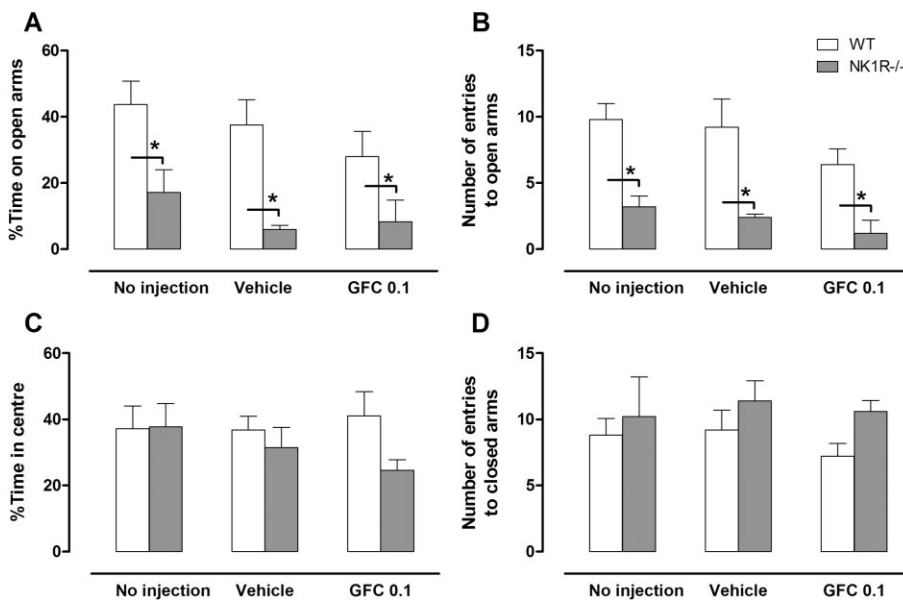 A
%Time on open arms
60
40
20
0
*
*
*
No injection
Vehicle
GFC 0.1
B
Number of entries
to open arms
15
10
5
0
*
*
*
WT
NK1R-/-
No injection
Vehicle
GFC 0.1
C
%Time in centre
60
40
20
0
No injection
Vehicle
GFC 0.1
D
Number of entries
to closed arms
15
10
5
0
No injection
Vehicle
GFC 0.1